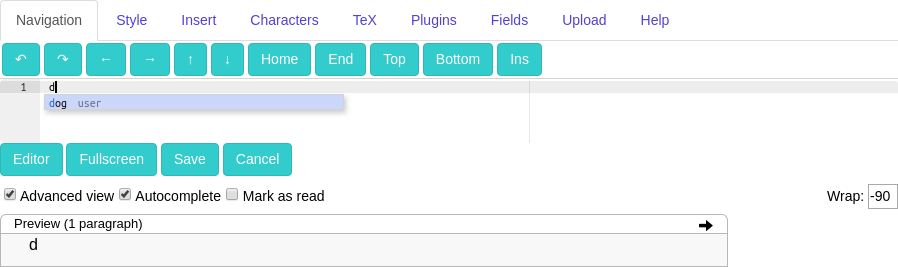 Navigation Style Insert Characters TeX Plugins Fields Upload Help
↶ ↷ ← → ↑ ↓ Home End Top Bottom Ins
1 d
dog user
Editor Fullscreen Save Cancel
Advanced view Autocomplete Mark as read Wrap: -90
Preview (1 paragraph)
d